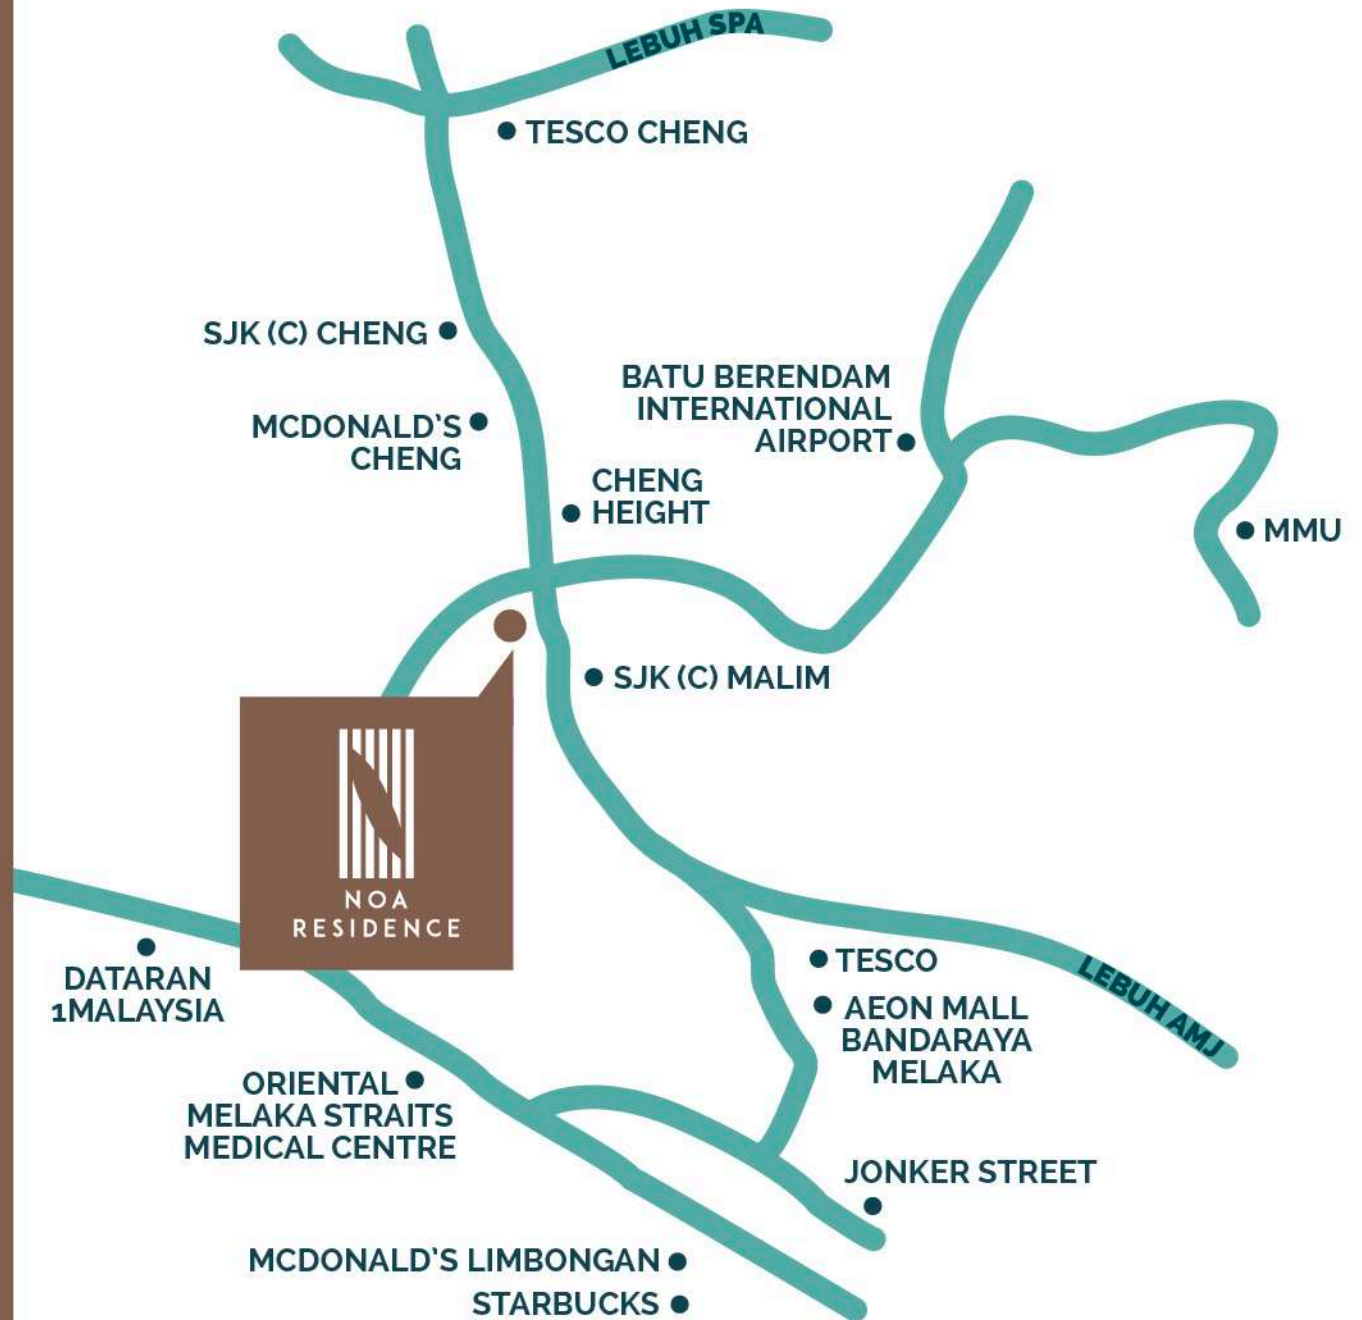 LEBUH SPA
TESCO CHENG
SJK (C) CHENG
BATU BERENDAM
INTERNATIONAL
AIRPORT
MCDONALD'S
CHENG
CHENG
HEIGHT
MMU
SJK (C) MALIM
NOA
RESIDENCE
DATARAN
1MALAYSIA
TESCO
LEBUH AMJ
AEON MALL
BANDARAYA
MELAKA
ORIENTAL
MELAKA STRAITS
MEDICAL CENTRE
JONKER STREET
MCDONALD'S LIMBONGAN
STARBUCKS